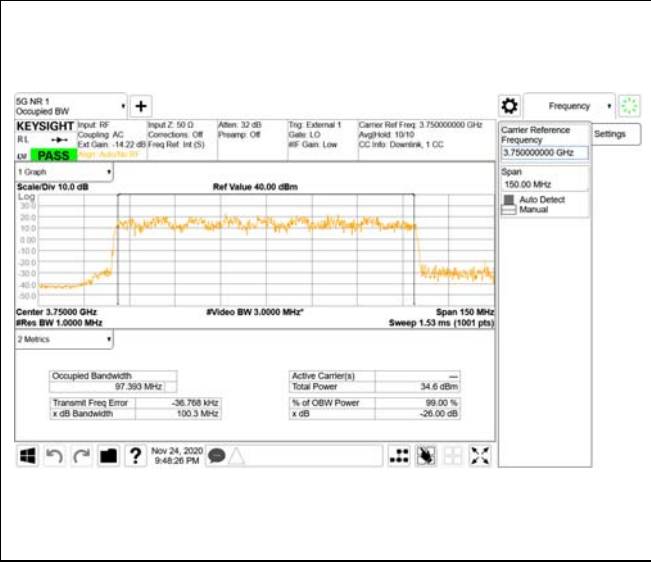 5G NR 1
Occupied BW
KEYSIGHT
R L
PASS
Input: RF
Coupling: AC
Ext Gain: -14.22 dB
Align: Auto/No RF
Input Z: 50 Ω
Corrections: Off
Freq Ref: Int (S)
Atten: 32 dB
Preamp: Off
Trig: External 1
Gate: LO
#IF Gain: Low
Carrier Ref Freq: 3.750000000 GHz
Avg|Hold: 10/10
CC Info: Downlink, 1 CC
Frequency
Carrier Reference
Frequency
3.750000000 GHz
Settings
Span
150.00 MHz
Auto Detect
Manual
1 Graph
Scale/Div 10.0 dB
Ref Value 40.00 dBm
Log
30.0
20.0
10.0
0.00
-10.0
-20.0
-30.0
-40.0
-50.0
Center 3.75000 GHz
#Video BW 3.0000 MHz*
Span 150 MHz
#Res BW 1.0000 MHz
Sweep 1.53 ms (1001 pts)
2 Metrics
Occupied Bandwidth
97.393 MHz
Transmit Freq Error -36.768 kHz
x dB Bandwidth 100.3 MHz
Active Carrier(s) —
Total Power 34.6 dBm
% of OBW Power 99.00 %
x dB -26.00 dB
Nov 24, 2020
9:48:26 PM